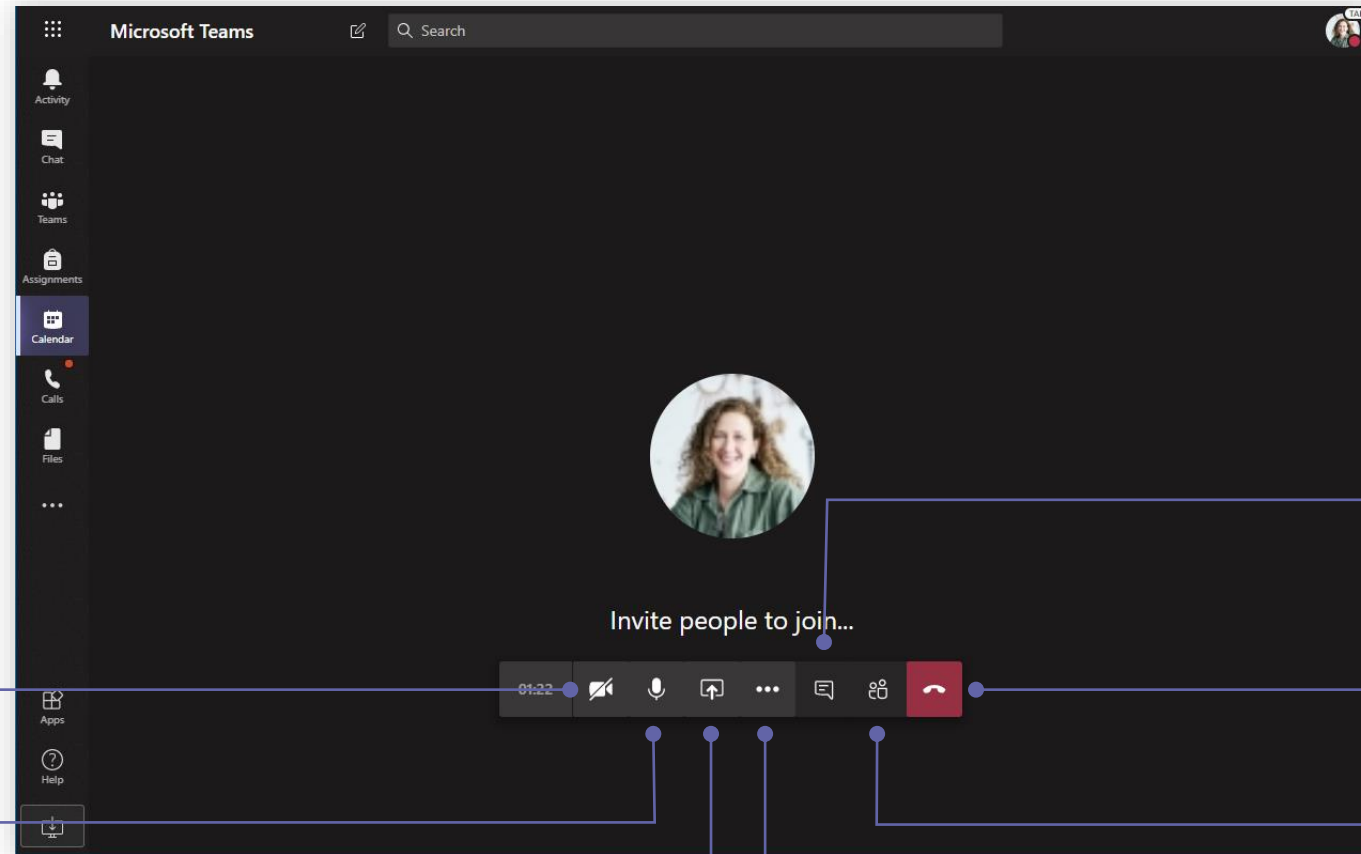 Microsoft Teams
Search
Activity
Chat
Teams
Assignments
Calendar
Calls
Files
Invite people to join...
01:22
Apps
Help